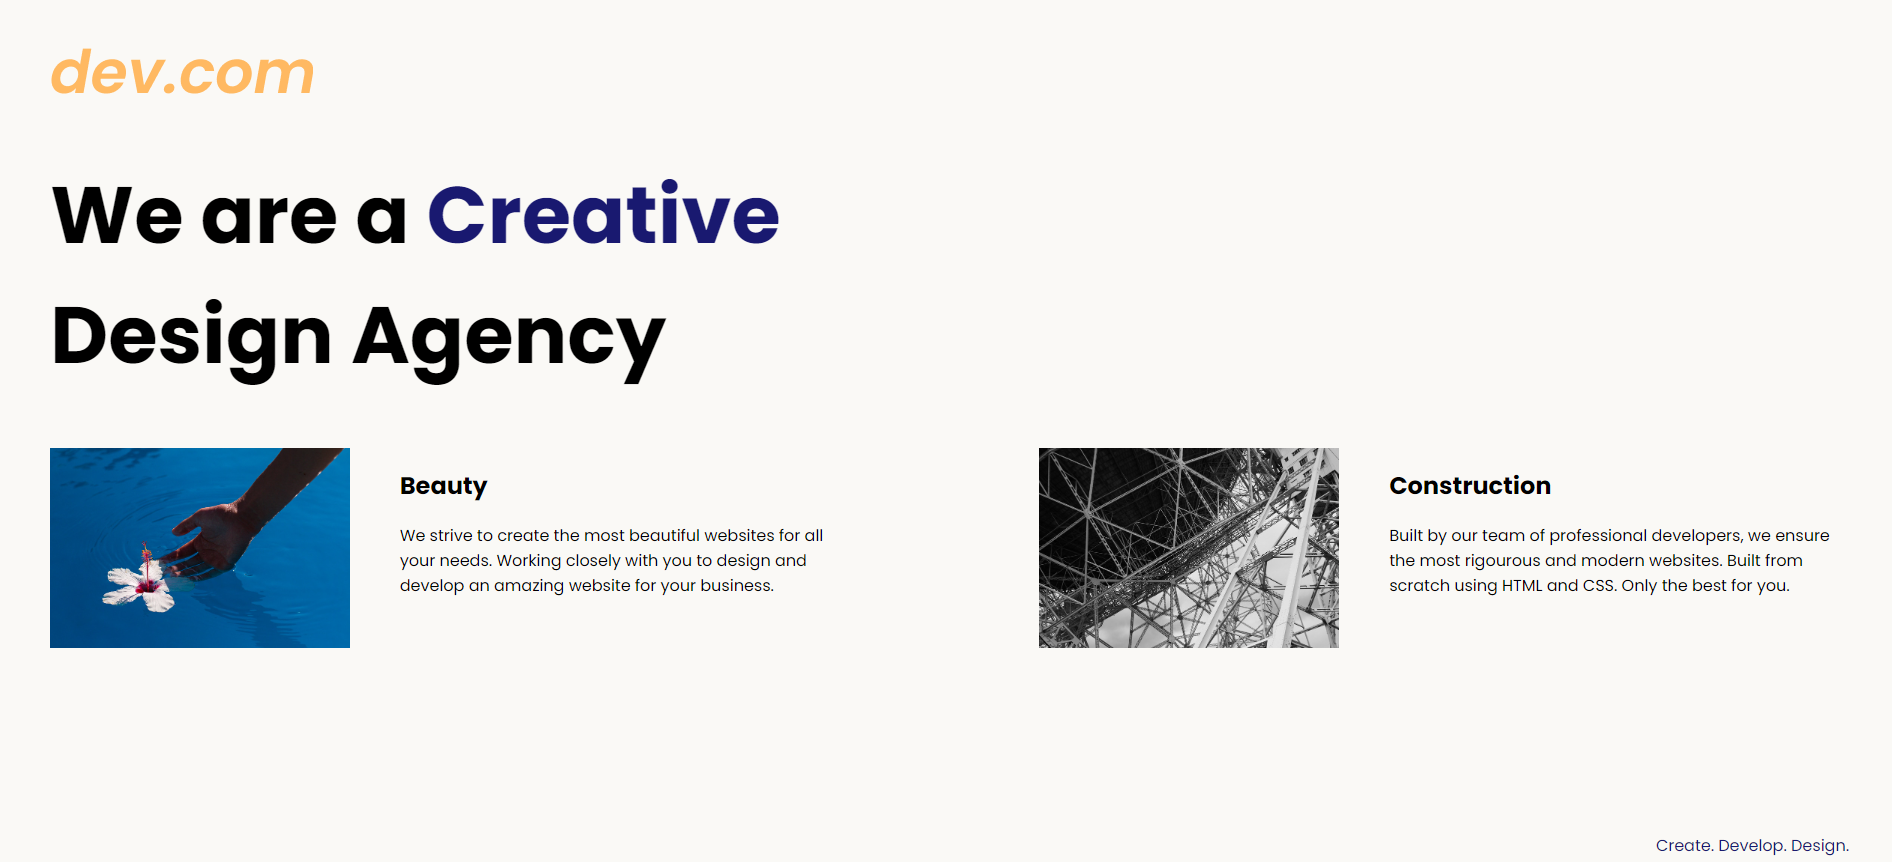 dev.com
We are a Creative
Design Agency
Beauty
We strive to create the most beautiful websites for all
your needs. Working closely with you to design and
develop an amazing website for your business.
Construction
Built by our team of professional developers, we ensure
the most rigourous and modern websites. Built from
scratch using HTML and CSS. Only the best for you.
Create. Develop. Design.